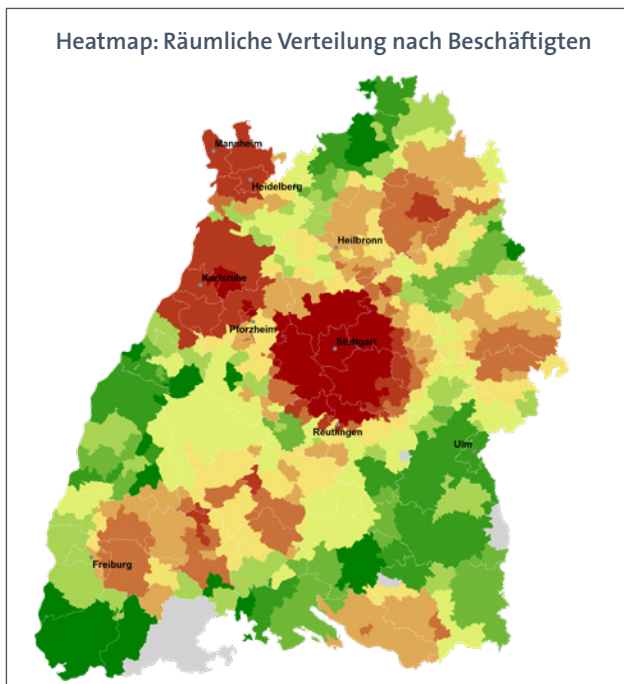 Heatmap: Räumliche Verteilung nach Beschäftigten
Mannheim
Heidelberg
Heilbronn
Karlsruhe
Pforzheim
Stuttgart
Reutlingen
Ulm
Freiburg